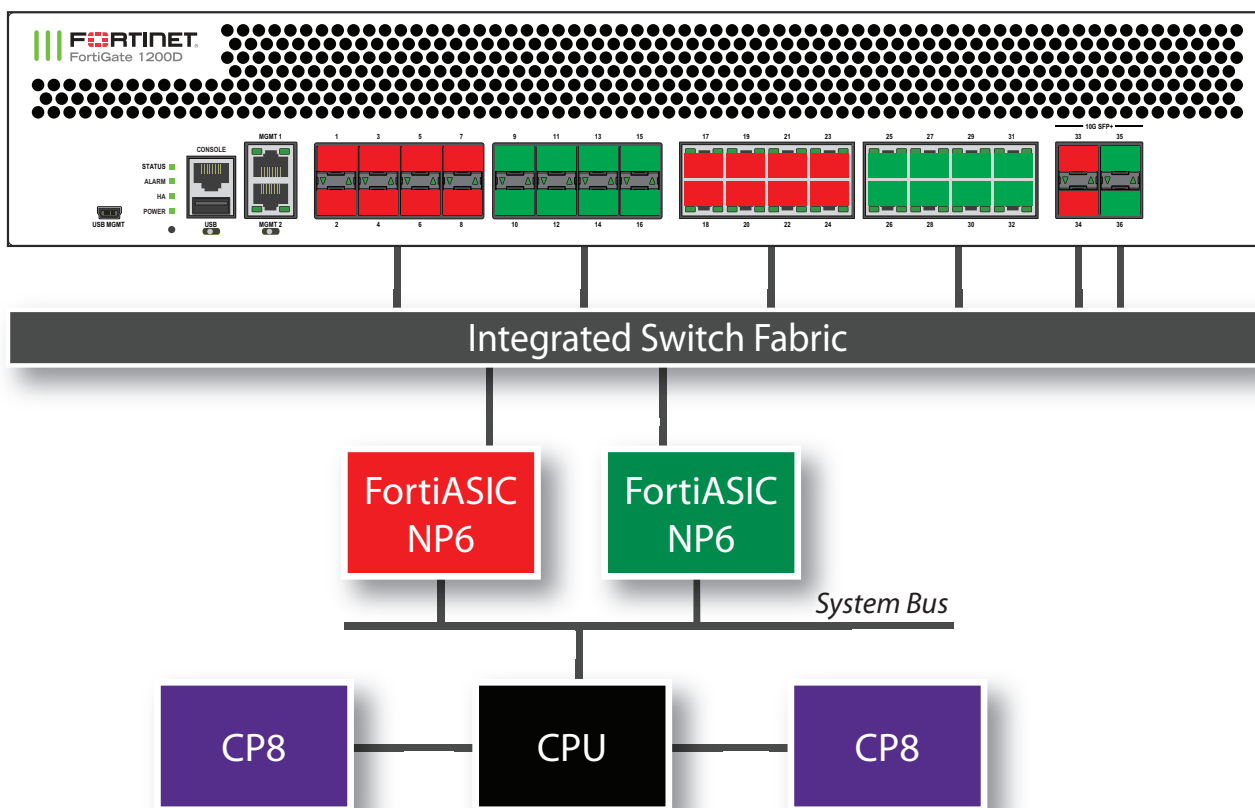 FORTINET
FortiGate 1200D
10G SFP+
MGMT 1 1 3 5 7 9 11 13 15 17 19 21 23 25 27 29 31 33 35
CONSOLE
STATUS
ALARM
HA
POWER
USB MGMT USB MGMT 2 2 4 6 8 10 12 14 16 18 20 22 24 26 28 30 32 34 36
Integrated Switch Fabric
FortiASIC FortiASIC
NP6 NP6
System Bus
CP8 CPU CP8